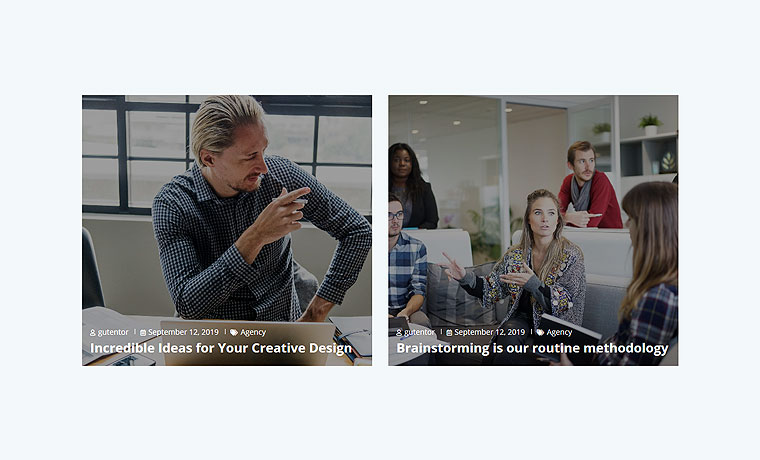 gutentor | September 12, 2019 | Agency
Incredible Ideas for Your Creative Design
gutentor | September 12, 2019 | Agency
Brainstorming is our routine methodology